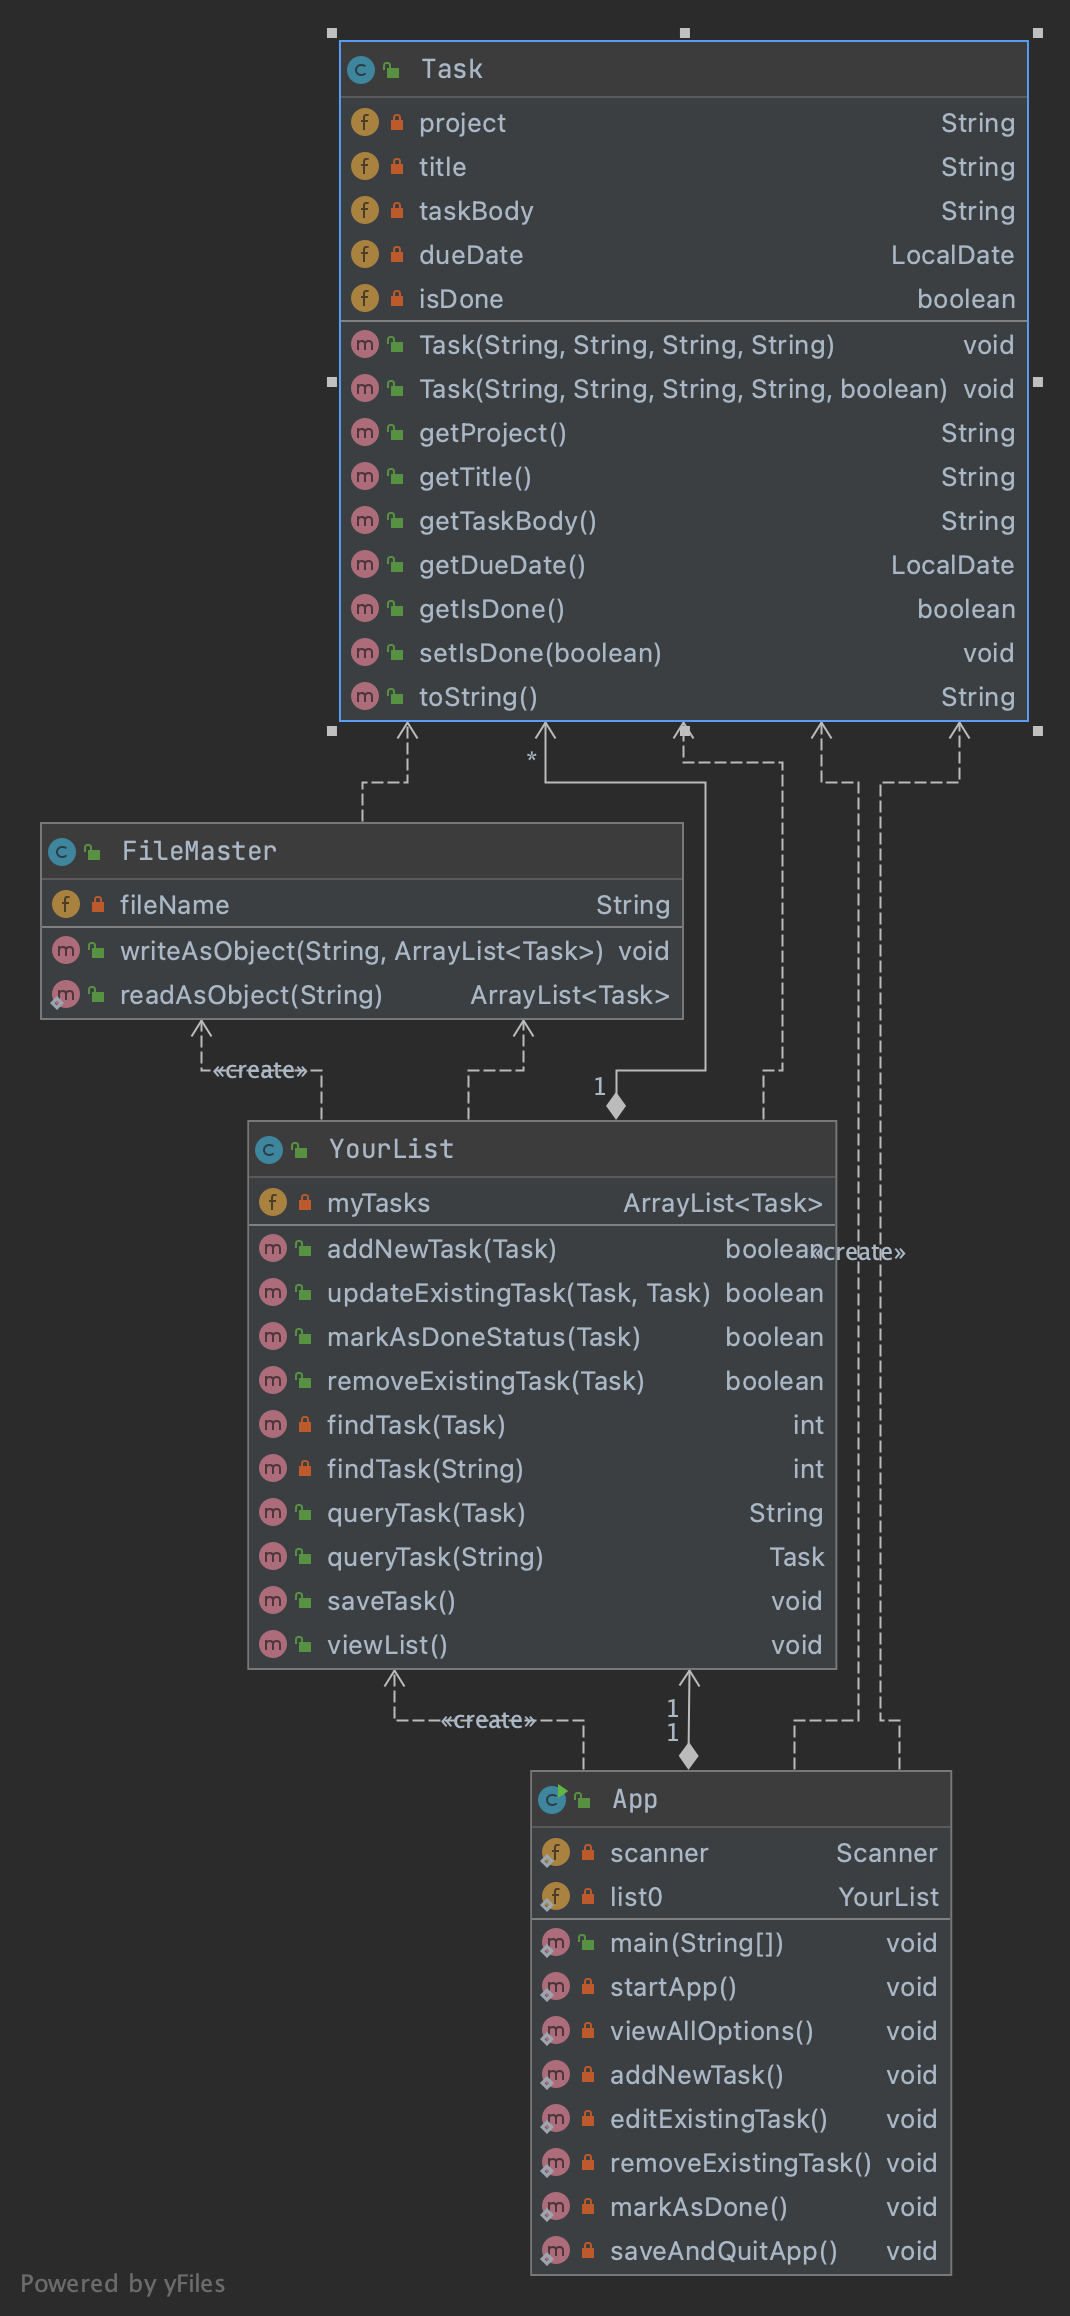 Task
project String
title String
taskBody String
dueDate LocalDate
isDone boolean
Task(String, String, String, String) void
Task(String, String, String, String, boolean) void
getProject() String
getTitle() String
getTaskBody() String
getDueDate() LocalDate
getIsDone() boolean
setIsDone(boolean) void
toString() String
*
FileMaster
fileName String
writeAsObject(String, ArrayList<Task>) void
readAsObject(String) ArrayList<Task>
«create»
1
YourList
myTasks ArrayList<Task>
addNewTask(Task) boolean
«create»
updateExistingTask(Task, Task) boolean
markAsDoneStatus(Task) boolean
removeExistingTask(Task) boolean
findTask(Task) int
findTask(String) int
queryTask(Task) String
queryTask(String) Task
saveTask() void
viewList() void
1
«create»
1
App
scanner Scanner
list0 YourList
main(String[]) void
startApp() void
viewAllOptions() void
addNewTask() void
editExistingTask() void
removeExistingTask() void
markAsDone() void
saveAndQuitApp() void
Powered by yFiles